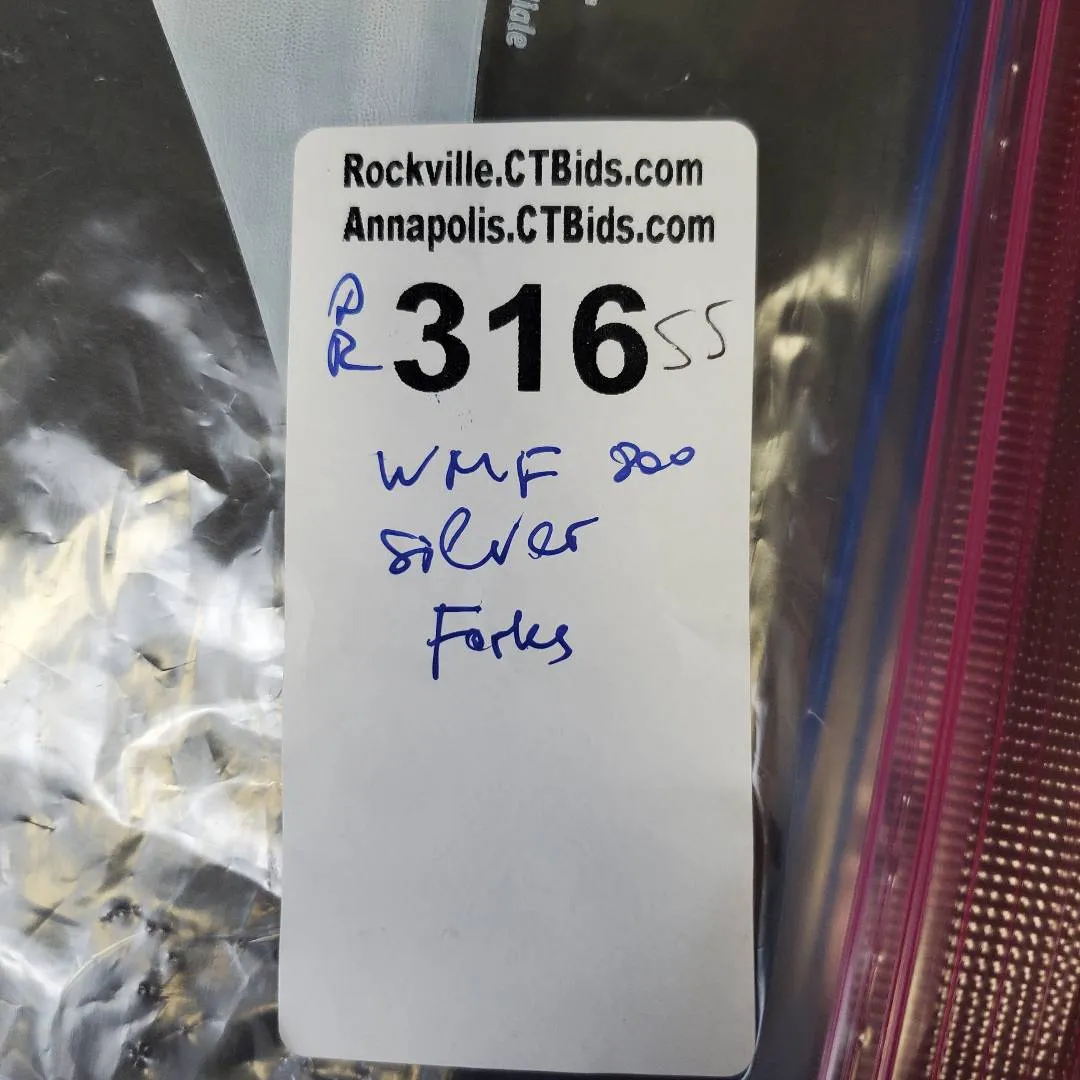 Rockville.CTBids.com
Annapolis.CTBids.com
PR 316 55
WMF 800
Silver
Forks